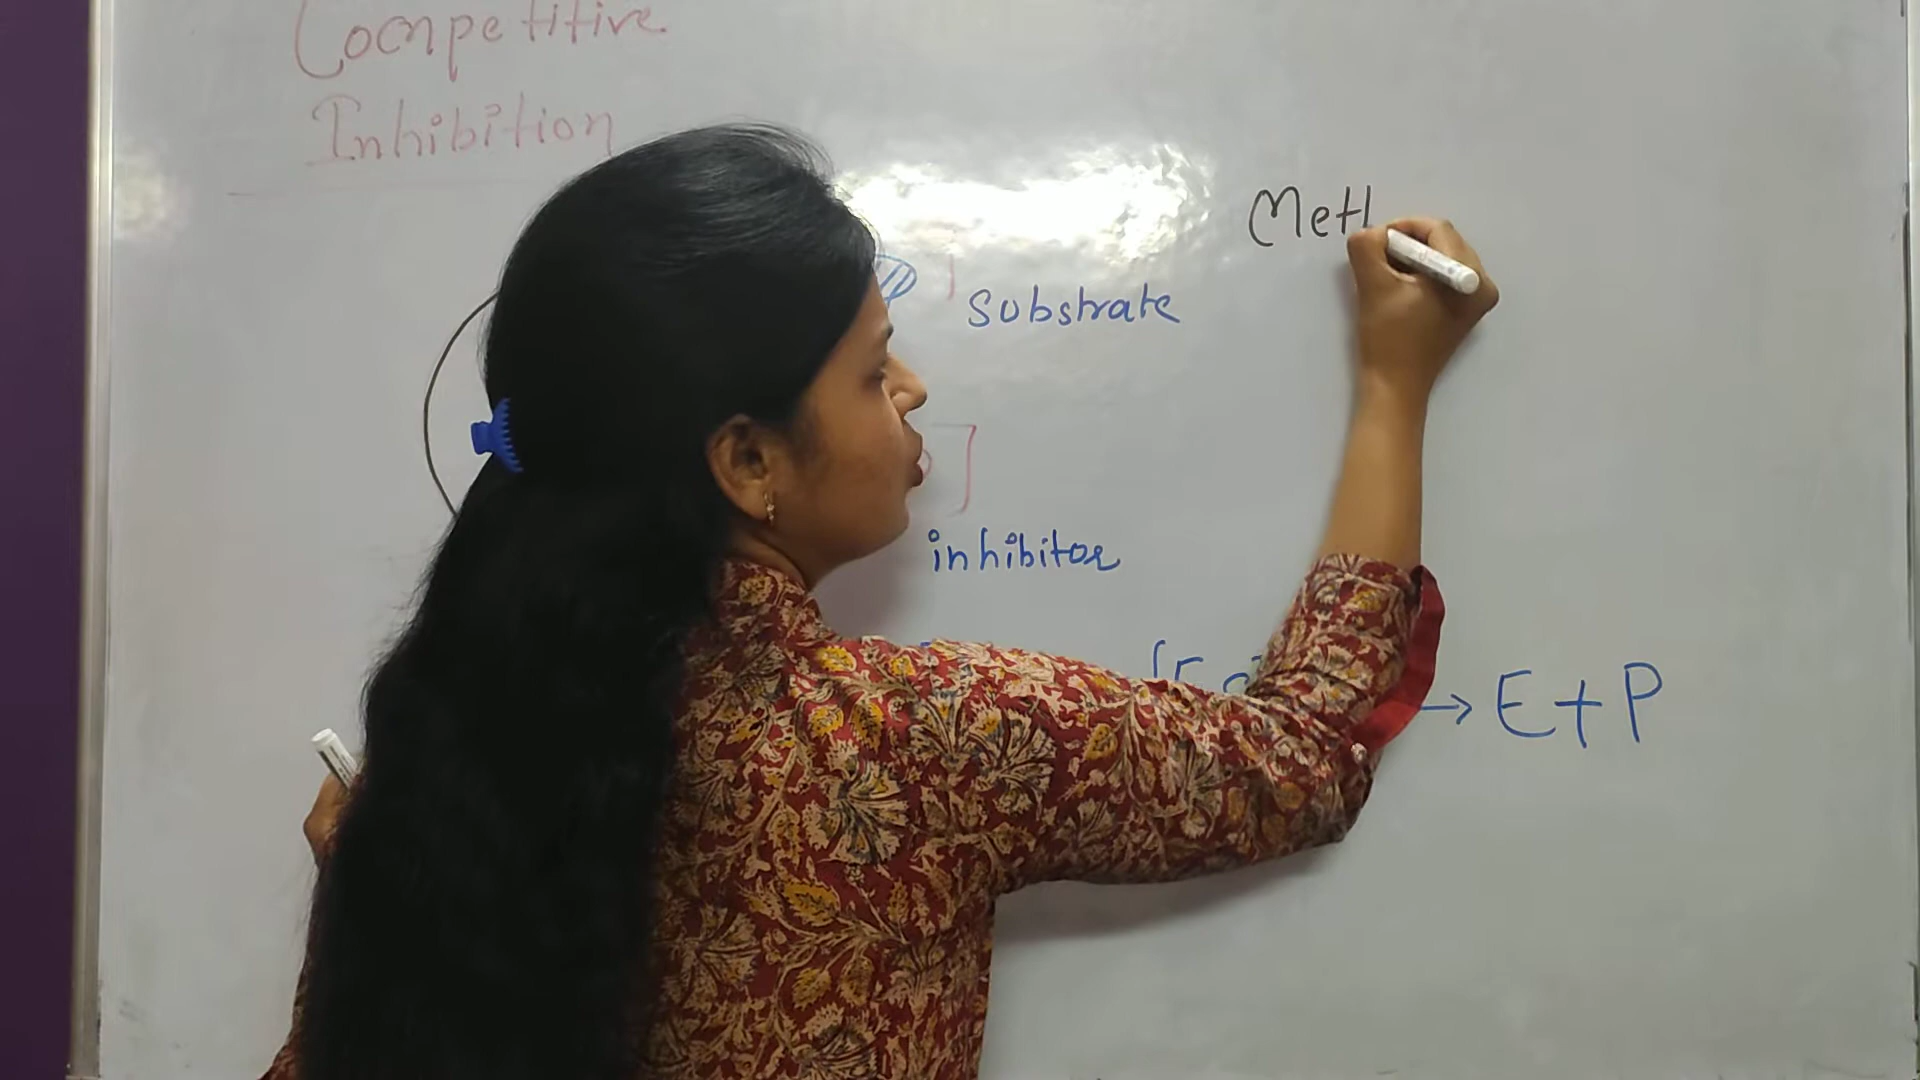 Competitive
Inhibition
Meth
Substrate
inhibitor
→ E+P